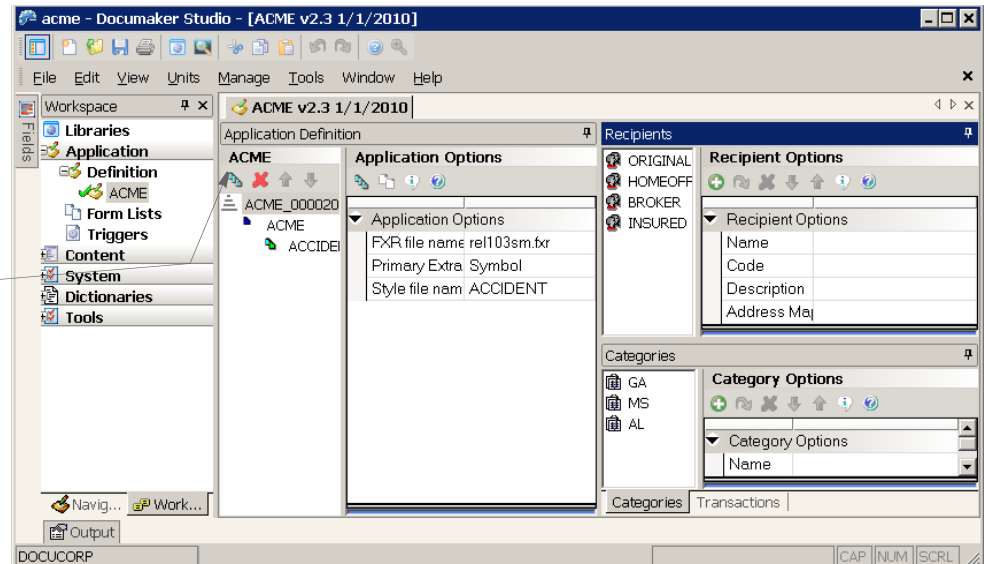 acme - Documaker Studio - [ACME v2.3 1/1/2010]
File Edit View Units Manage Tools Window Help
Fields
Workspace
Libraries
Application
Definition
ACME
Form Lists
Triggers
Content
System
Dictionaries
Tools
Navig... Work...
ACME v2.3 1/1/2010
Application Definition
ACME
ACME_000020
ACME
ACCIDE
Application Options
Application Options
FXR file name rel103sm.fxr
Primary Extra Symbol
Style file nam ACCIDENT
Recipients
ORIGINAL
HOMEOFF
BROKER
INSURED
Recipient Options
Recipient Options
Name
Code
Description
Address Ma
Categories
GA
MS
AL
Category Options
Category Options
Name
Categories Transactions
Output
DOCUCORP CAP NUM SCRL